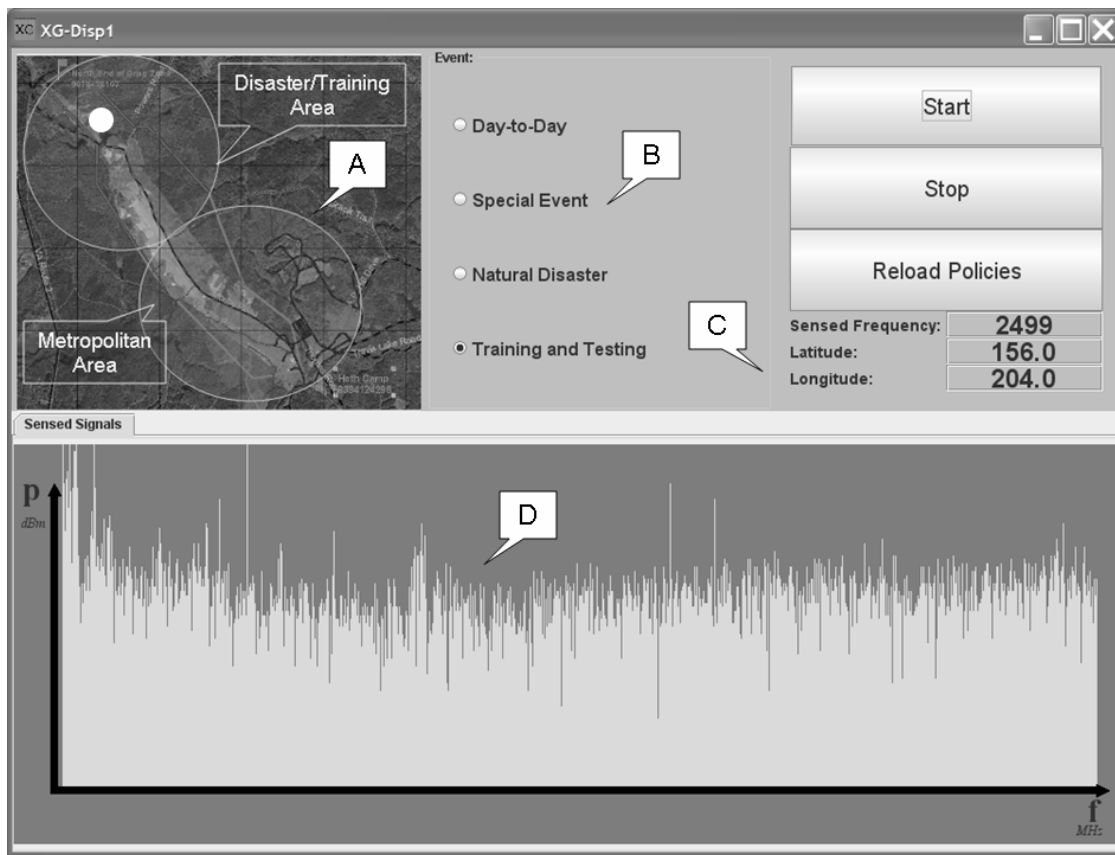 XG XG-Disp1
Disaster/Training
Area
A
Metropolitan
Area
Event:
Day-to-Day
B
Special Event
Natural Disaster
C
Training and Testing
Start
Stop
Reload Policies
Sensed Frequency: 2499
Latitude: 156.0
Longitude: 204.0
Sensed Signals
p
dBm
D
f
MHz